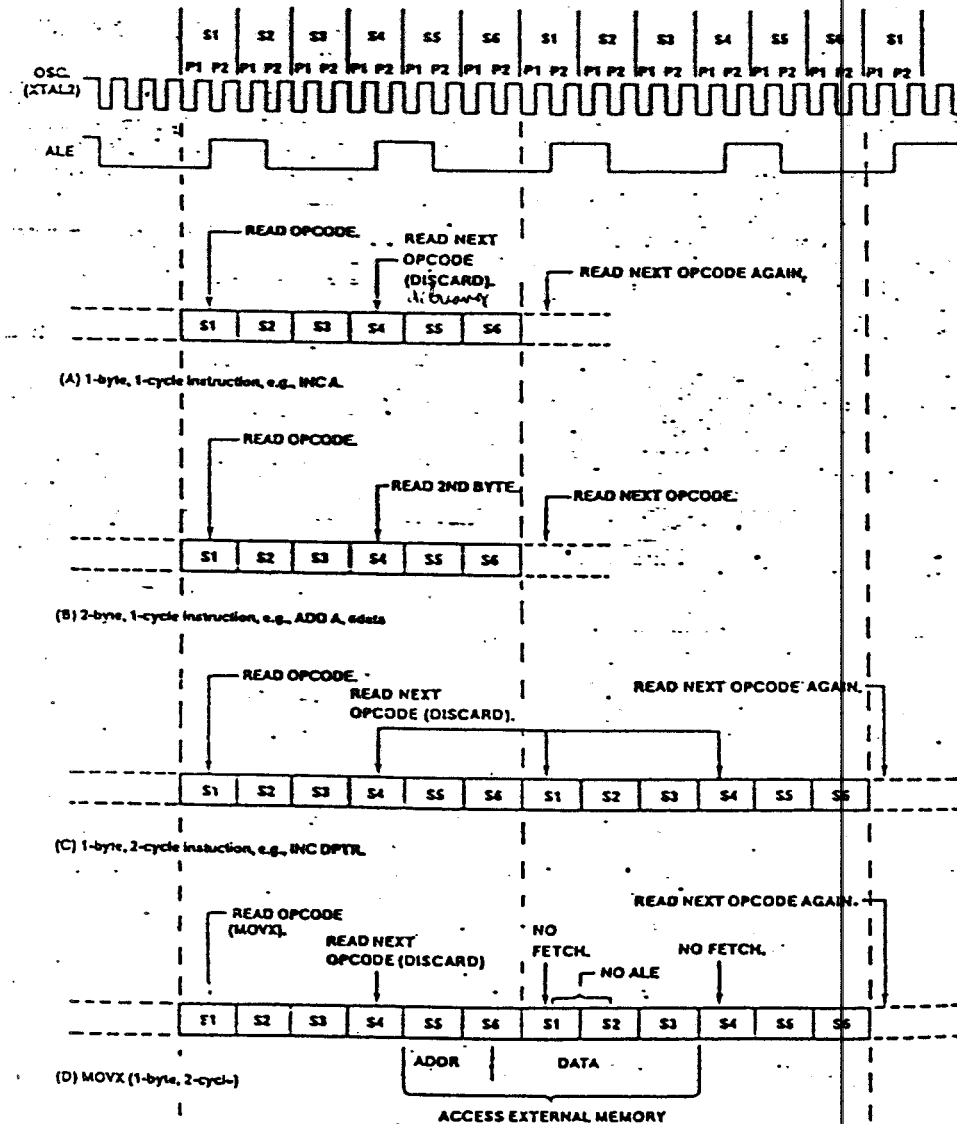 S1 S2 S3 S4 S5 S6 S1 S2 S3 S4 S5 S6 S1
P1 P2 P1 P2 P1 P2 P1 P2 P1 P2 P1 P2 P1 P2 P1 P2 P1 P2 P1 P2 P1 P2 P1 P2 P1 P2
OSC.
(XTAL2)
ALE
READ OPCODE.
READ NEXT
OPCODE
(DISCARD).
READ NEXT OPCODE AGAIN.
S1 S2 S3 S4 S5 S6
(A) 1-byte, 1-cycle instruction, e.g., INC A.
READ OPCODE.
READ 2ND BYTE
READ NEXT OPCODE.
S1 S2 S3 S4 S5 S6
(B) 2-byte, 1-cycle instruction, e.g., ADD A, #data
READ OPCODE.
READ NEXT
OPCODE (DISCARD).
READ NEXT OPCODE AGAIN.
S1 S2 S3 S4 S5 S6 S1 S2 S3 S4 S5 S6
(C) 1-byte, 2-cycle instuction, e.g., INC DPTR.
READ OPCODE
(MOVX).
READ NEXT
OPCODE (DISCARD)
NO
FETCH.
NO ALE
NO FETCH.
READ NEXT OPCODE AGAIN.
S1 S2 S3 S4 S5 S6 S1 S2 S3 S4 S5 S6
ADDR DATA
(D) MOVX (1-byte, 2-cycle)
ACCESS EXTERNAL MEMORY